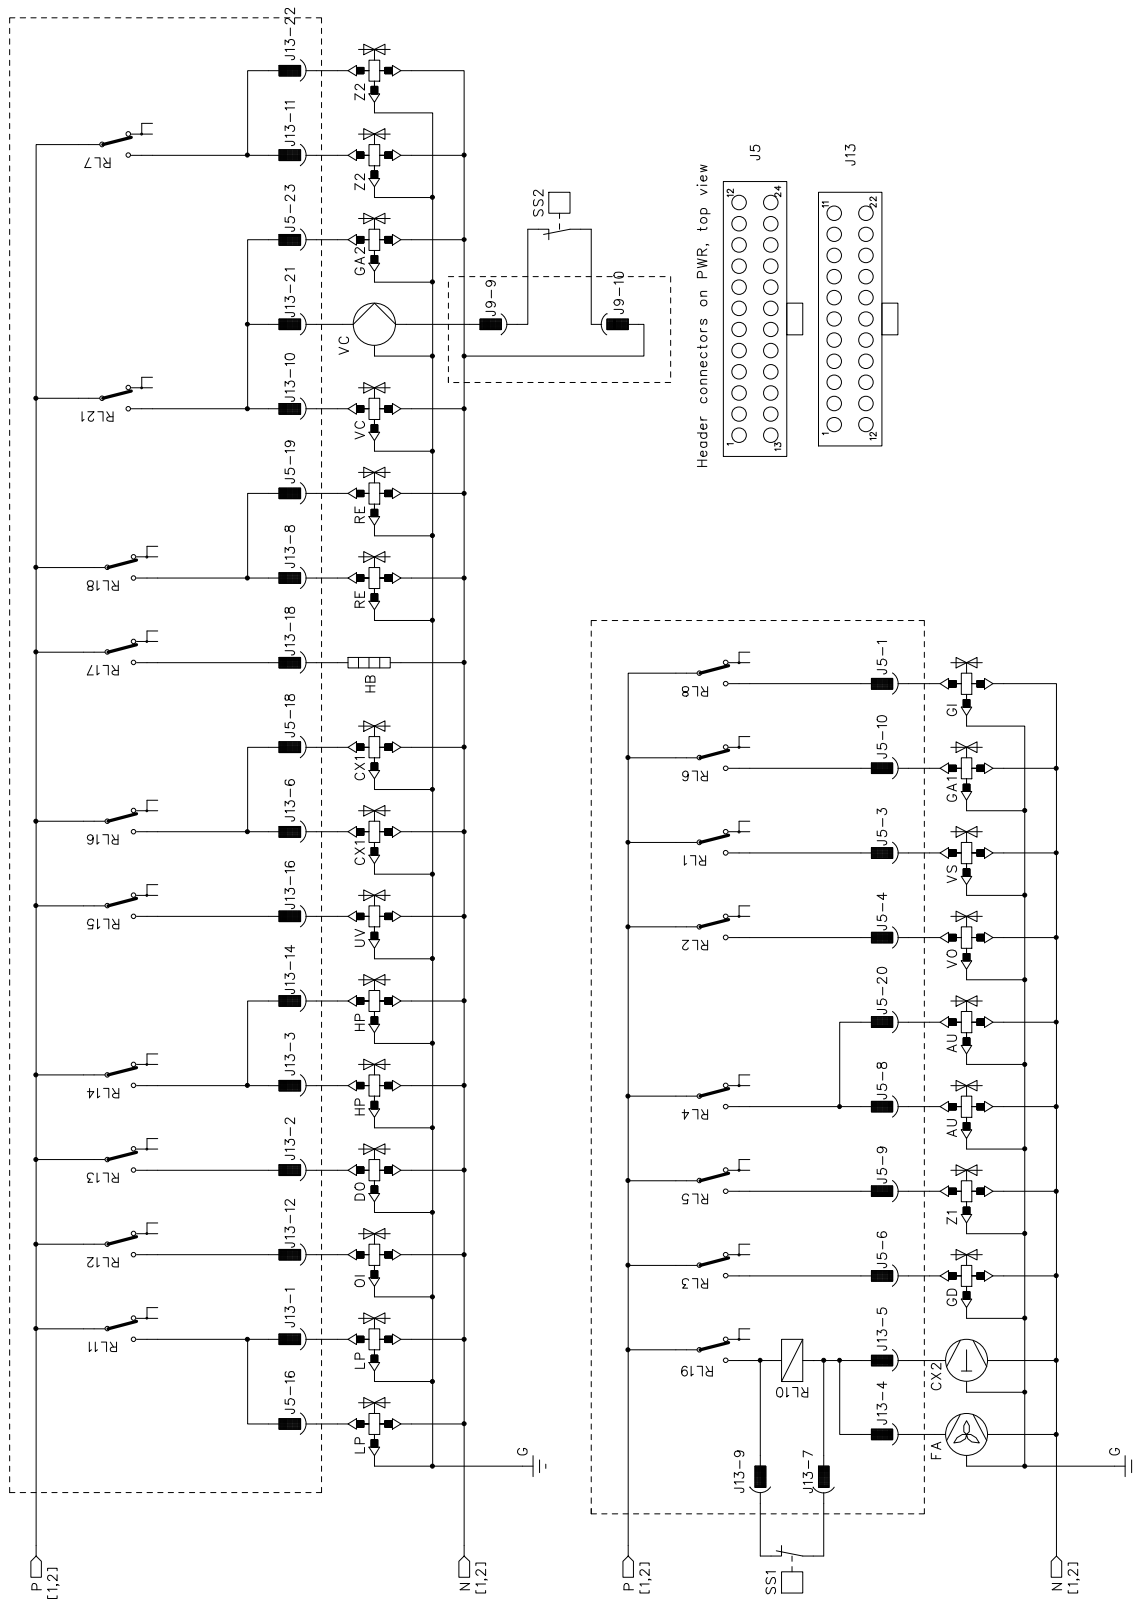 P
[1,2]
N
[1,2]
G
RL11
RL12
RL13
RL14
RL15
RL16
RL17
RL18
RL21
RL7
J5-16
J13-1
J13-12
J13-2
J13-3
J13-14
J13-16
J13-6
J5-18
J13-18
J13-8
J5-19
J13-10
J13-21
J5-23
J13-11
J13-22
LP
LP
OI
DO
HP
HP
UV
CX1
CX1
HB
RE
RE
VC
VC
GA2
Z2
Z2
J9-9
J9-10
SS2
Header connectors on PWR, top view
1
12
13
24
J5
1
11
12
22
J13
P
[1,2]
N
[1,2]
G
SS1
J13-9
J13-7
RL19
RL10
RL3
RL5
RL4
RL2
RL1
RL6
RL8
J13-4
J13-5
J5-6
J5-9
J5-8
J5-20
J5-4
J5-3
J5-10
J5-1
FA
CX2
GD
Z1
AU
AU
VO
VS
GA1
GI